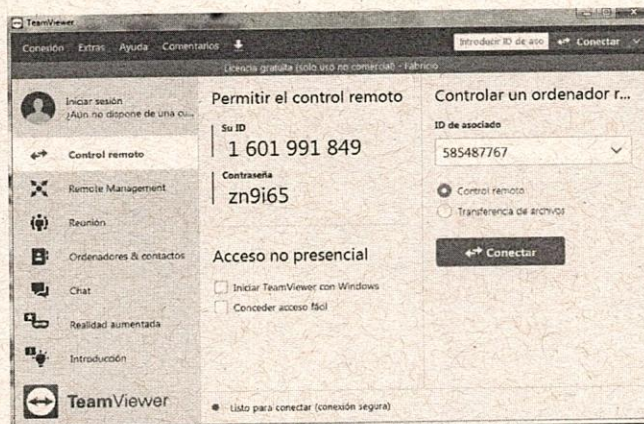 TeamViewer
Conexión Extras Ayuda Comentarios
Introducir ID de aso
Conectar
Licencia gratuita (solo uso no comercial) - Fabricio
Iniciar sesión
¿Aún no dispone de una cu...
Control remoto
Remote Management
Reunión
Ordenadores & contactos
Chat
Realidad aumentada
Introducción
TeamViewer
Permitir el control remoto
Su ID
1 601 991 849
Contraseña
zn9i65
Acceso no presencial
Iniciar TeamViewer con Windows
Conceder acceso fácil
Listo para conectar (conexión segura)
Controlar un ordenador r...
ID de asociado
585487767
Control remoto
Transferencia de archivos
Conectar